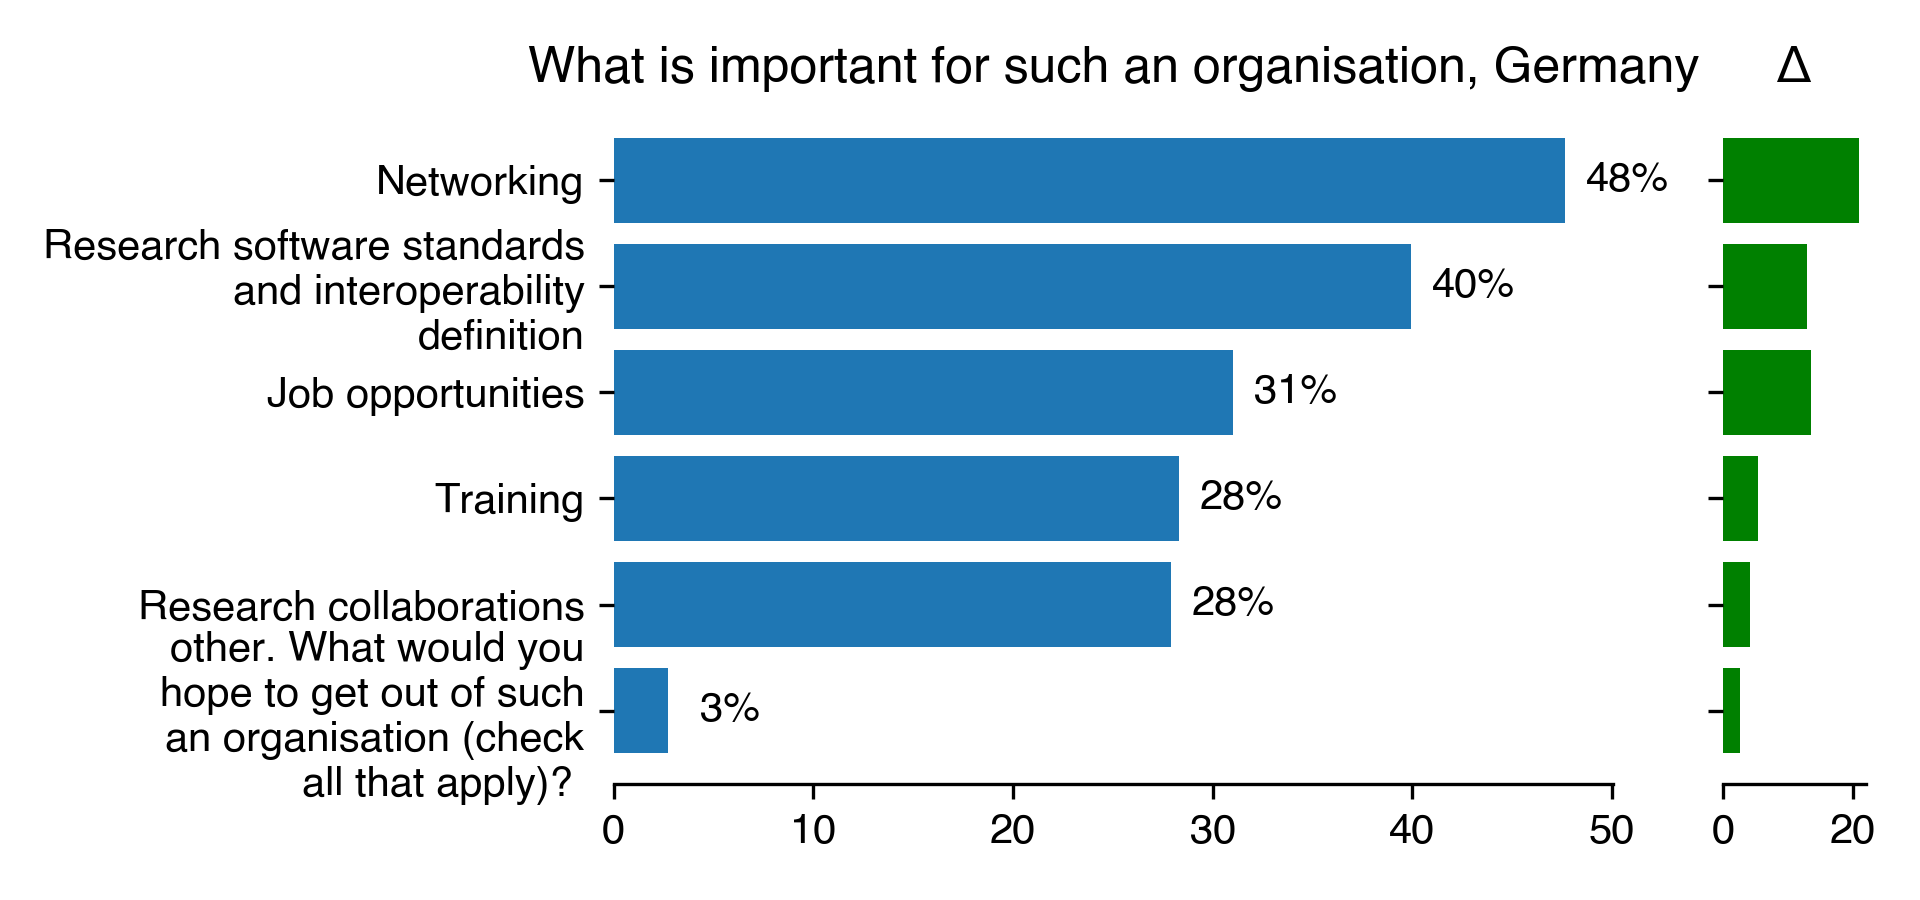 What is important for such an organisation, Germany
Δ
Networking
48%
Research software standards
and interoperability
definition
40%
Job opportunities
31%
Training
28%
Research collaborations
28%
other. What would you
hope to get out of such
an organisation (check
all that apply)?
3%
0 10 20 30 40 50
0 20